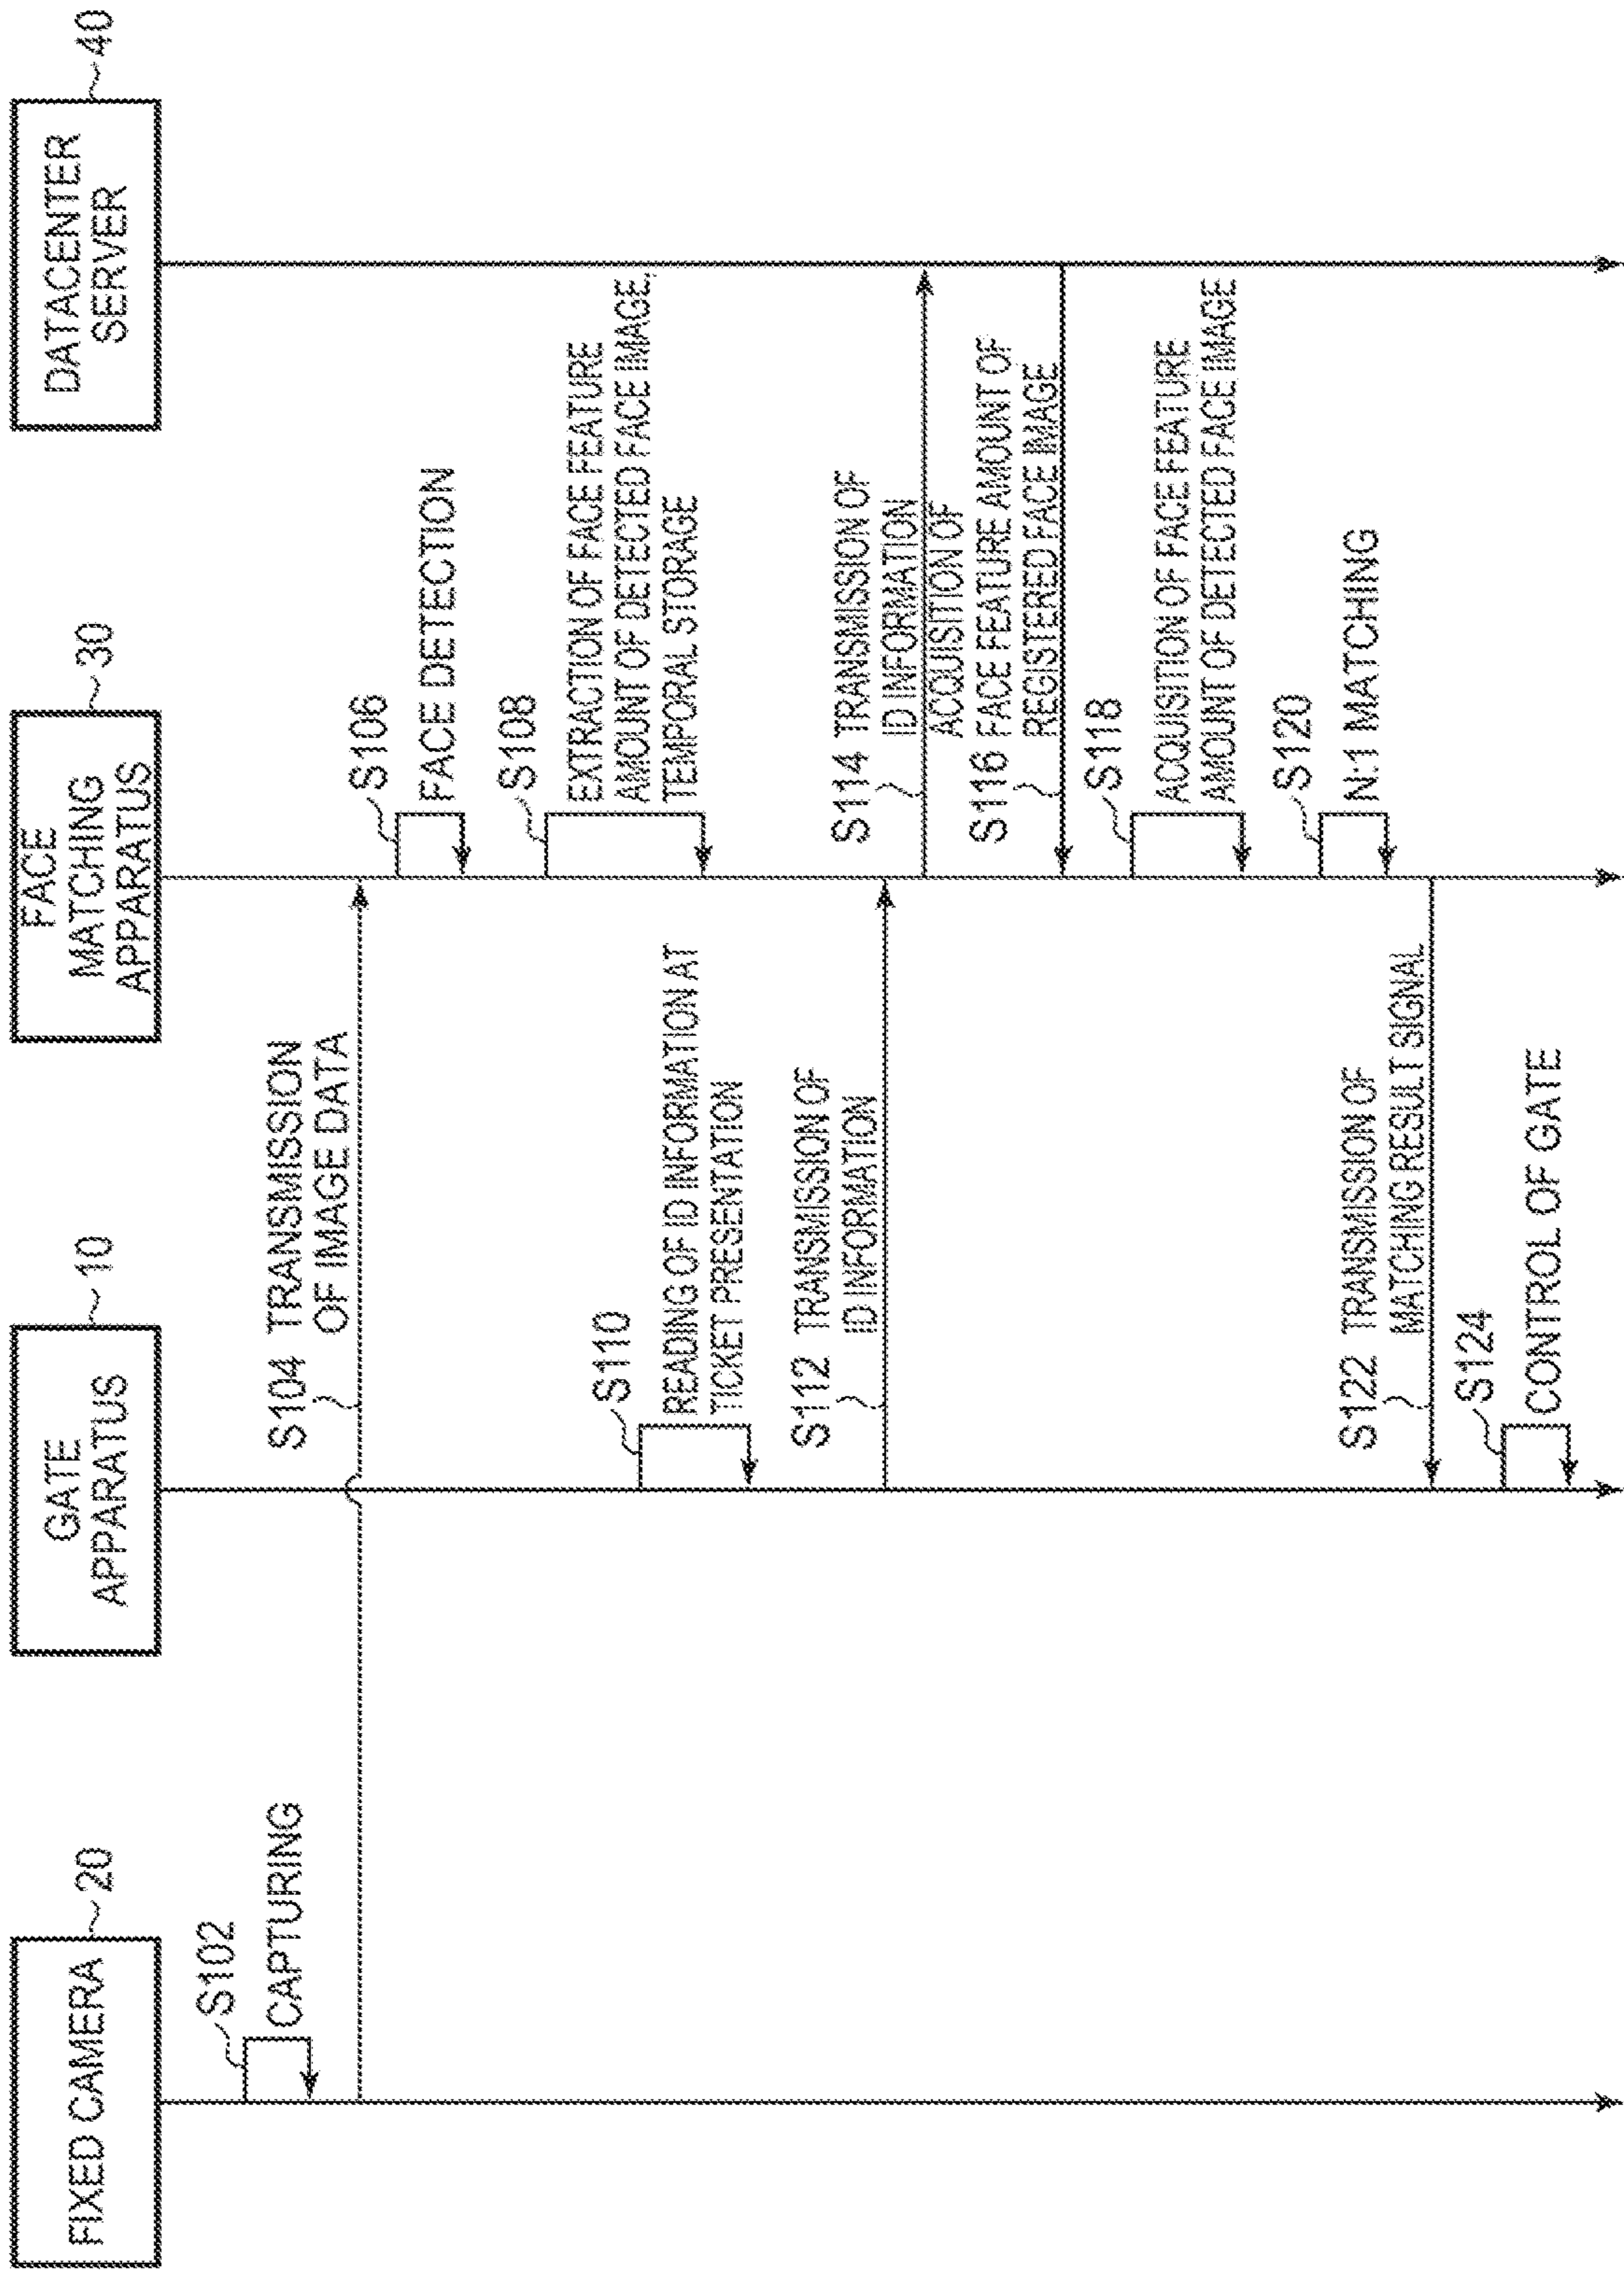 FIXED CAMERA
20
GATE
APPARATUS
10
FACE
MATCHING
APPARATUS
30
DATACENTER
SERVER
40
S102
CAPTURING
S104 TRANSMISSION
OF IMAGE DATA
S106
FACE DETECTION
S108
EXTRACTION OF FACE FEATURE
AMOUNT OF DETECTED FACE IMAGE,
TEMPORAL STORAGE
S110
READING OF ID INFORMATION AT
TICKET PRESENTATION
S112 TRANSMISSION OF
ID INFORMATION
S114 TRANSMISSION OF
ID INFORMATION
ACQUISITION OF
S116 FACE FEATURE AMOUNT OF
REGISTERED FACE IMAGE
S118
ACQUISITION OF FACE FEATURE
AMOUNT OF DETECTED FACE IMAGE
S120
N:1 MATCHING
S122 TRANSMISSION OF
MATCHING RESULT SIGNAL
S124
CONTROL OF GATE